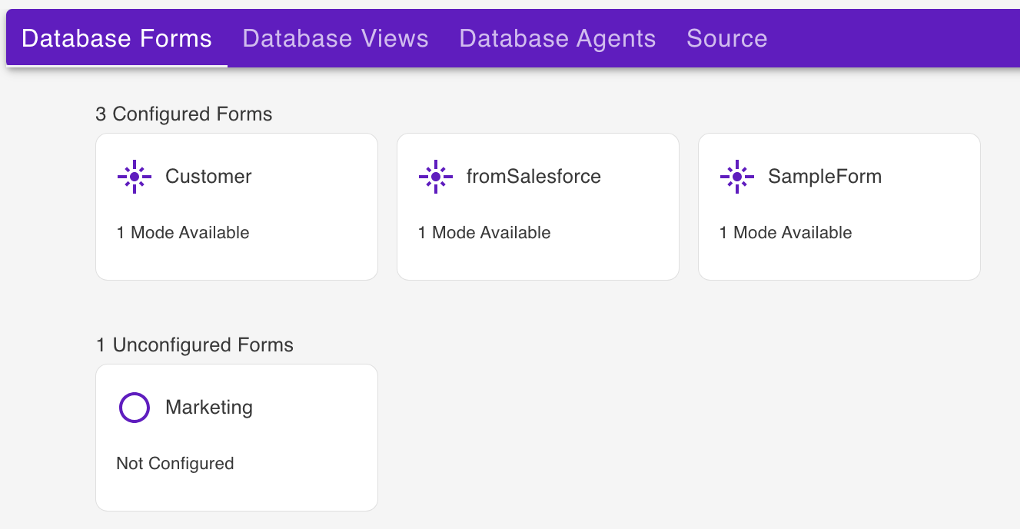 Database Forms Database Views Database Agents Source
3 Configured Forms
Customer fromSalesforce SampleForm
1 Mode Available 1 Mode Available 1 Mode Available
1 Unconfigured Forms
Marketing
Not Configured